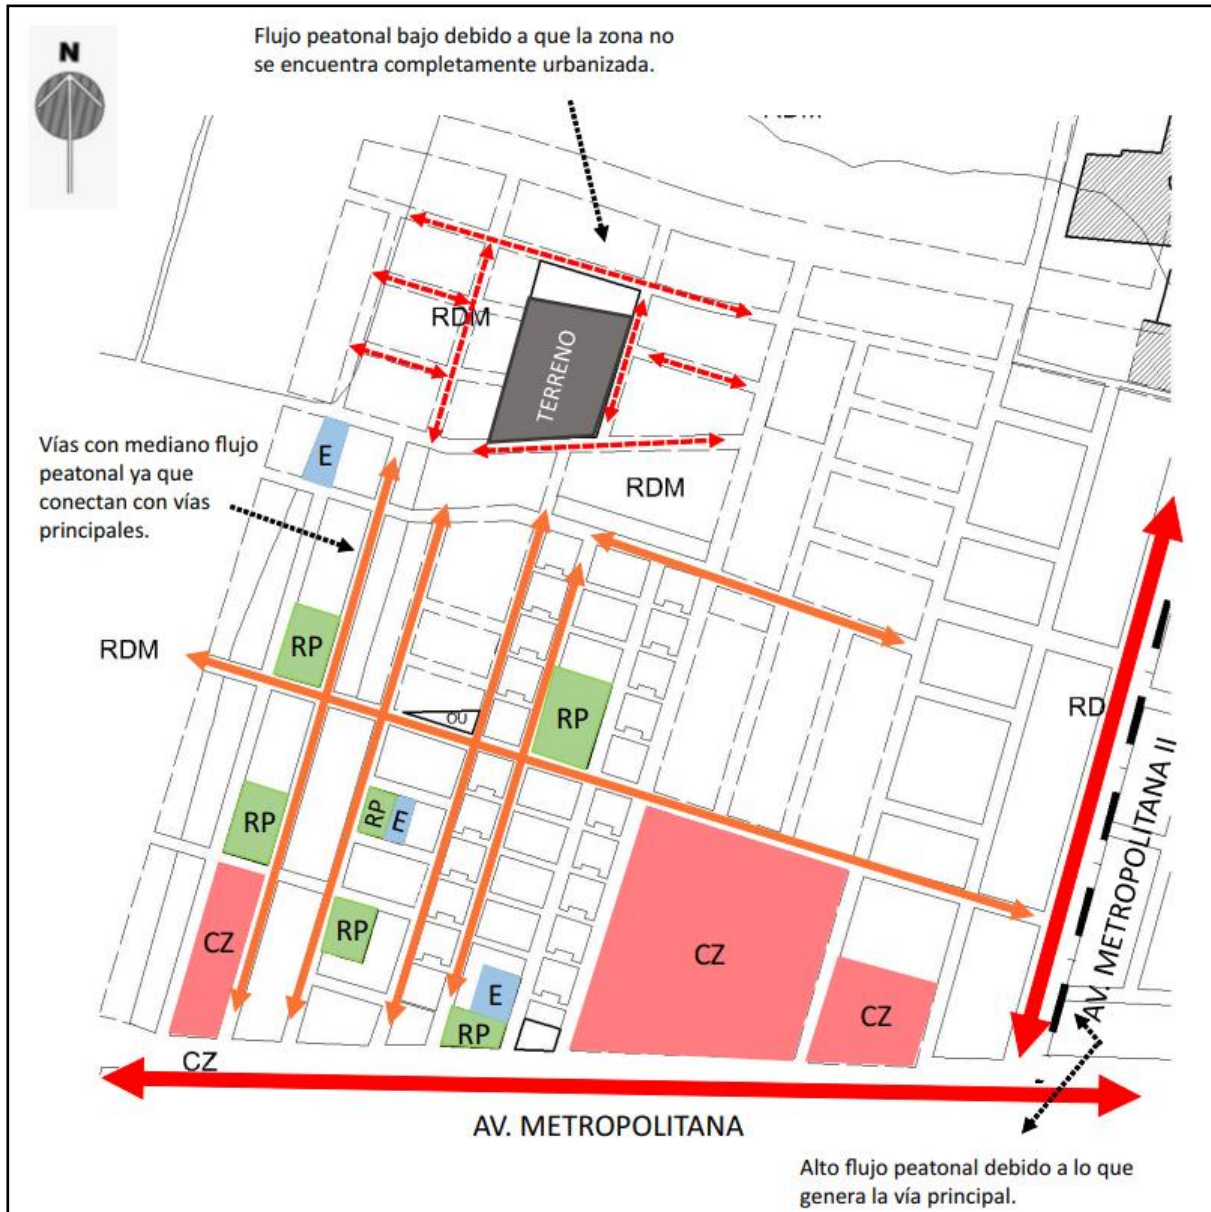 N
Flujo peatonal bajo debido a que la zona no
se encuentra completamente urbanizada.
RDM
RDM
TERRENO
Vías con mediano flujo
peatonal ya que
conectan con vías
principales.
E
RDM
RP
RDM
RP
OU
RD
RP
RP
E
AV. METROPOLITANA II
RP
CZ
CZ
E
CZ
RP
CZ
AV. METROPOLITANA
Alto flujo peatonal debido a lo que
genera la vía principal.